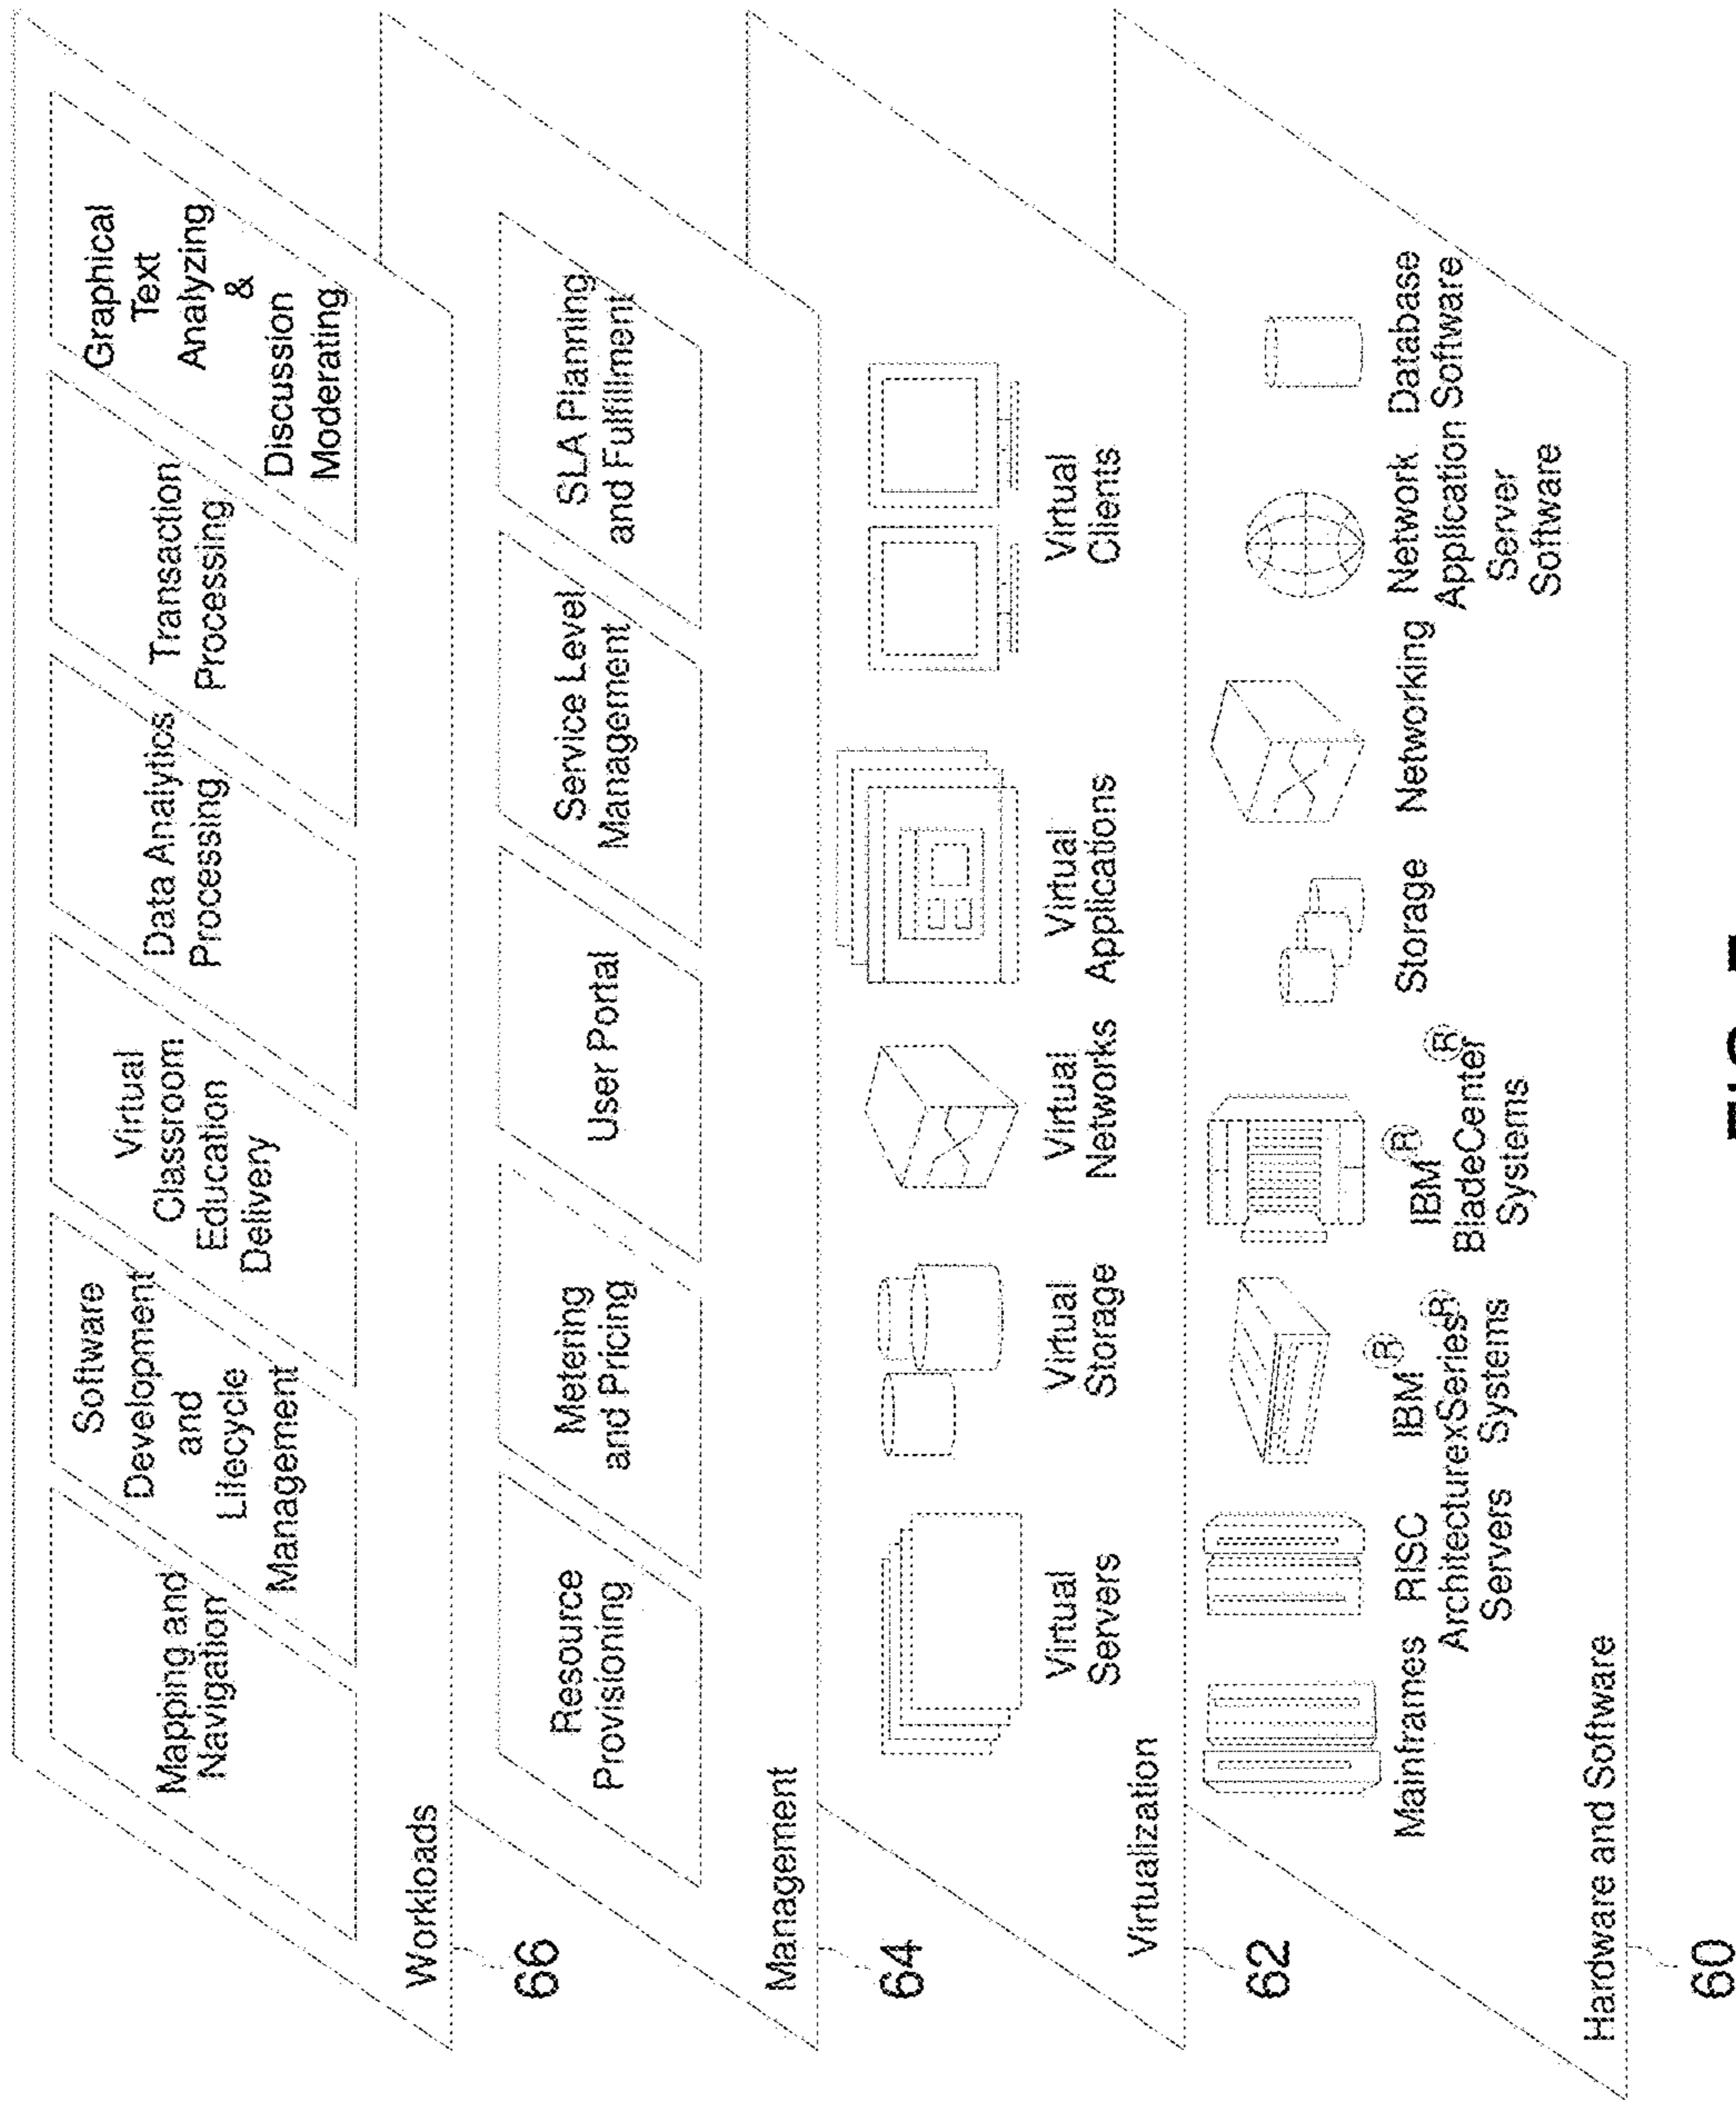 Mapping and
Navigation
Software
Development
and
Lifecycle
Management
Virtual
Classroom
Education
Delivery
Data Analytics
Processing
Transaction
Processing
Graphical
Text
Analyzing
&
Discussion
Moderating
Workloads
66
Resource
Provisioning
Metering
and Pricing
User Portal
Service Level
Management
SLA Planning
and Fulfillment
Management
64
Virtual
Servers
Virtual
Storage
Virtual
Networks
Virtual
Applications
Virtual
Clients
Virtualization
62
Mainframes
RISC
Architecture
Servers
IBM®
xSeries®
Systems
IBM®
BladeCenter®
Systems
Storage
Networking
Network
Application
Server
Software
Database
Software
Hardware and Software
60